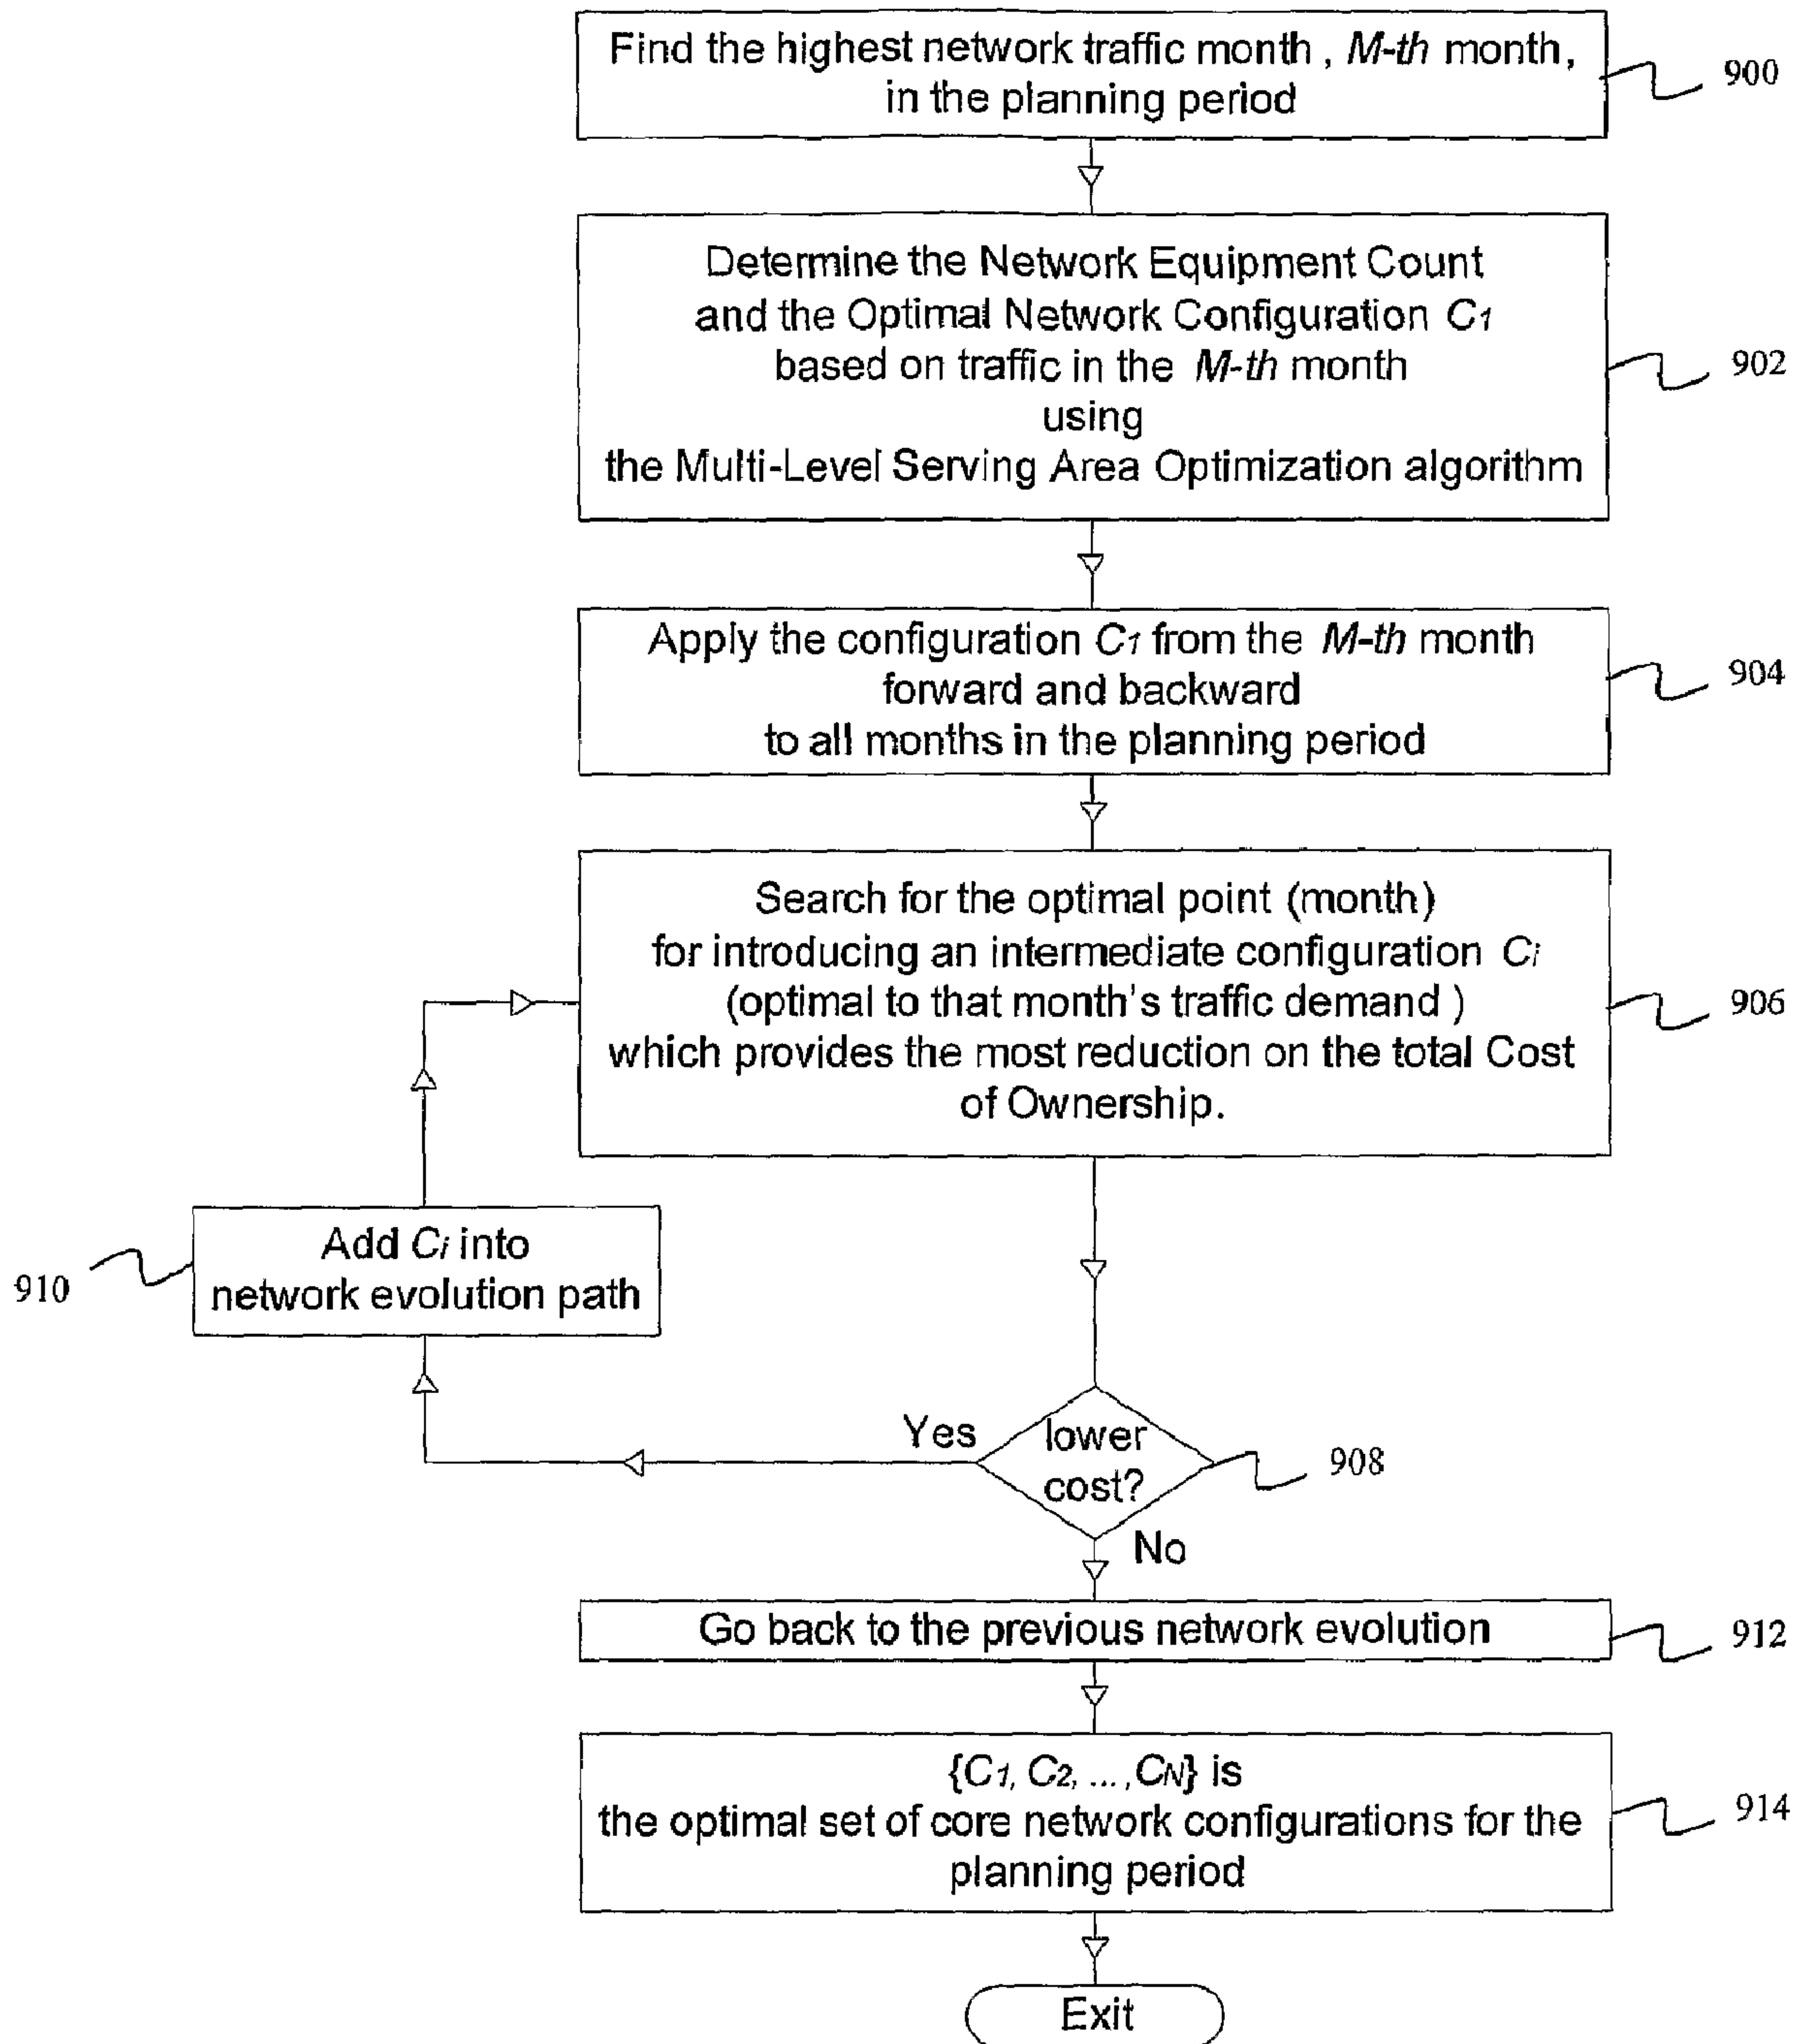 Find the highest network traffic month , M-th month,
in the planning period
900
Determine the Network Equipment Count
and the Optimal Network Configuration C1
based on traffic in the M-th month
using
the Multi-Level Serving Area Optimization algorithm
902
Apply the configuration C1 from the M-th month
forward and backward
to all months in the planning period
904
Search for the optimal point (month)
for introducing an intermediate configuration Ci
(optimal to that month's traffic demand )
which provides the most reduction on the total Cost
of Ownership.
906
Add Ci into
network evolution path
910
Yes
lower
cost?
908
No
Go back to the previous network evolution
912
{C1, C2, ...,CN} is
the optimal set of core network configurations for the
planning period
914
Exit